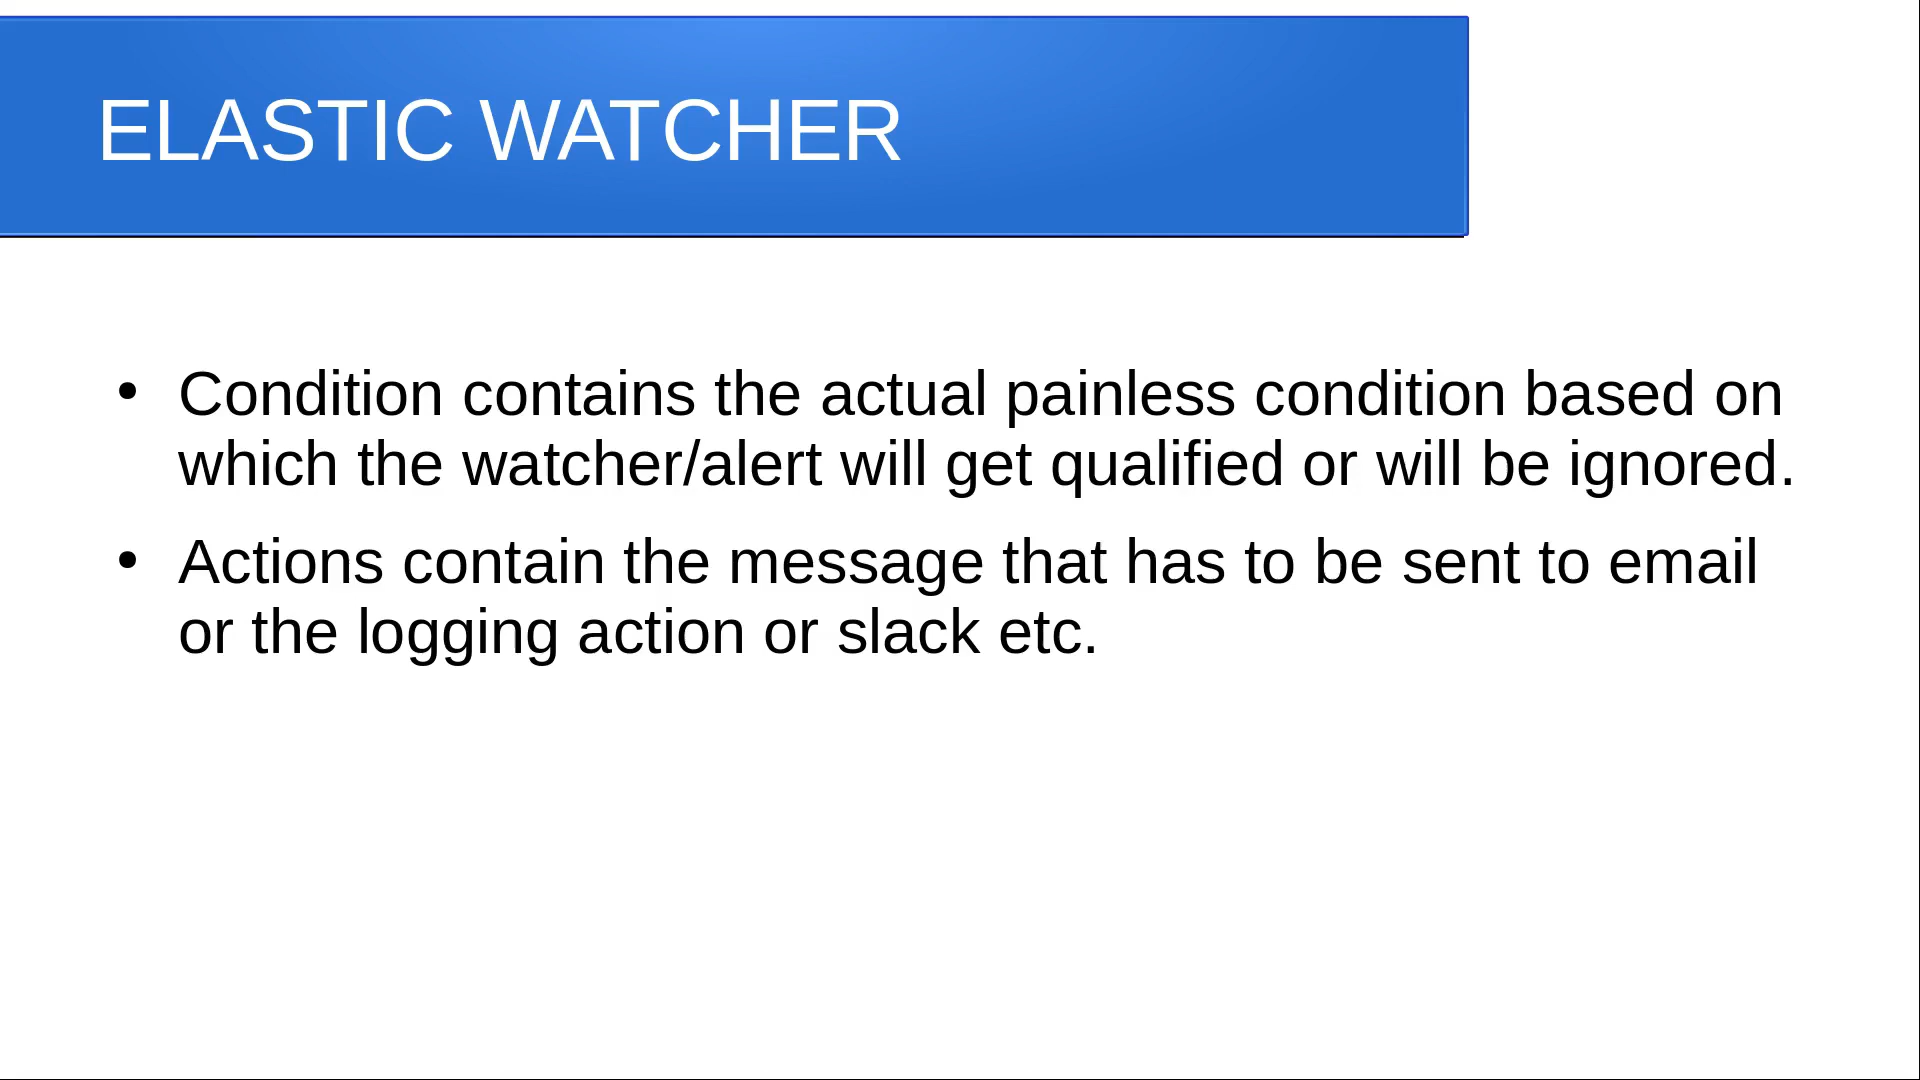 ELASTIC WATCHER
• Condition contains the actual painless condition based on
which the watcher/alert will get qualified or will be ignored.
• Actions contain the message that has to be sent to email
or the logging action or slack etc.